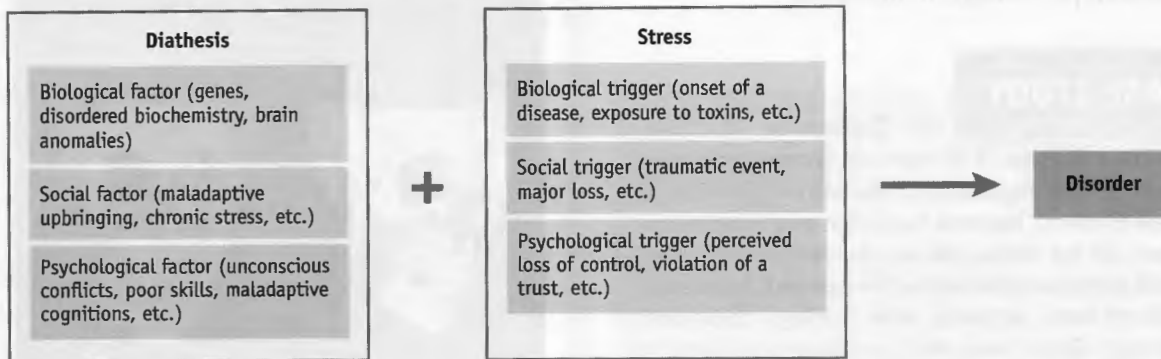 Diathesis
Biological factor (genes,
disordered biochemistry, brain
anomalies)
Social factor (maladaptive
upbringing, chronic stress, etc.)
Psychological factor (unconscious
conflicts, poor skills, maladaptive
cognitions, etc.)
+
Stress
Biological trigger (onset of a
disease, exposure to toxins, etc.)
Social trigger (traumatic event,
major loss, etc.)
Psychological trigger (perceived
loss of control, violation of a
trust, etc.)
Disorder